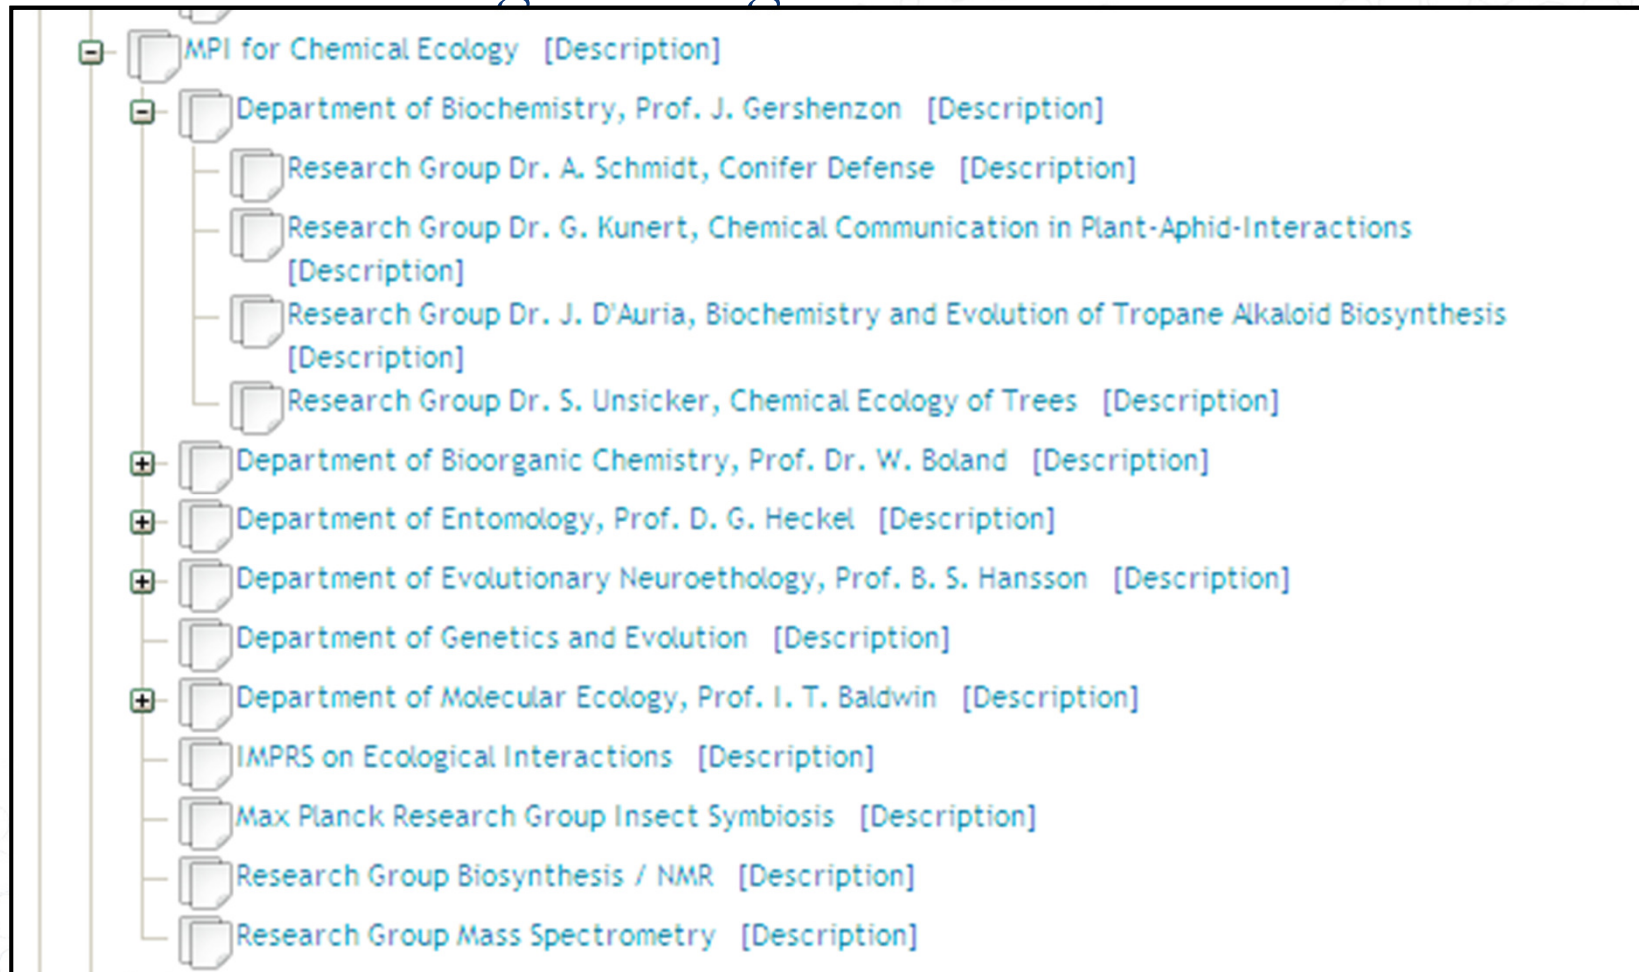 MPI for Chemical Ecology [Description]
Department of Biochemistry, Prof. J. Gershenzon [Description]
Research Group Dr. A. Schmidt, Conifer Defense [Description]
Research Group Dr. G. Kunert, Chemical Communication in Plant-Aphid-Interactions
[Description]
Research Group Dr. J. D'Auria, Biochemistry and Evolution of Tropane Alkaloid Biosynthesis
[Description]
Research Group Dr. S. Unsicker, Chemical Ecology of Trees [Description]
Department of Bioorganic Chemistry, Prof. Dr. W. Boland [Description]
Department of Entomology, Prof. D. G. Heckel [Description]
Department of Evolutionary Neuroethology, Prof. B. S. Hansson [Description]
Department of Genetics and Evolution [Description]
Department of Molecular Ecology, Prof. I. T. Baldwin [Description]
IMPRS on Ecological Interactions [Description]
Max Planck Research Group Insect Symbiosis [Description]
Research Group Biosynthesis / NMR [Description]
Research Group Mass Spectrometry [Description]